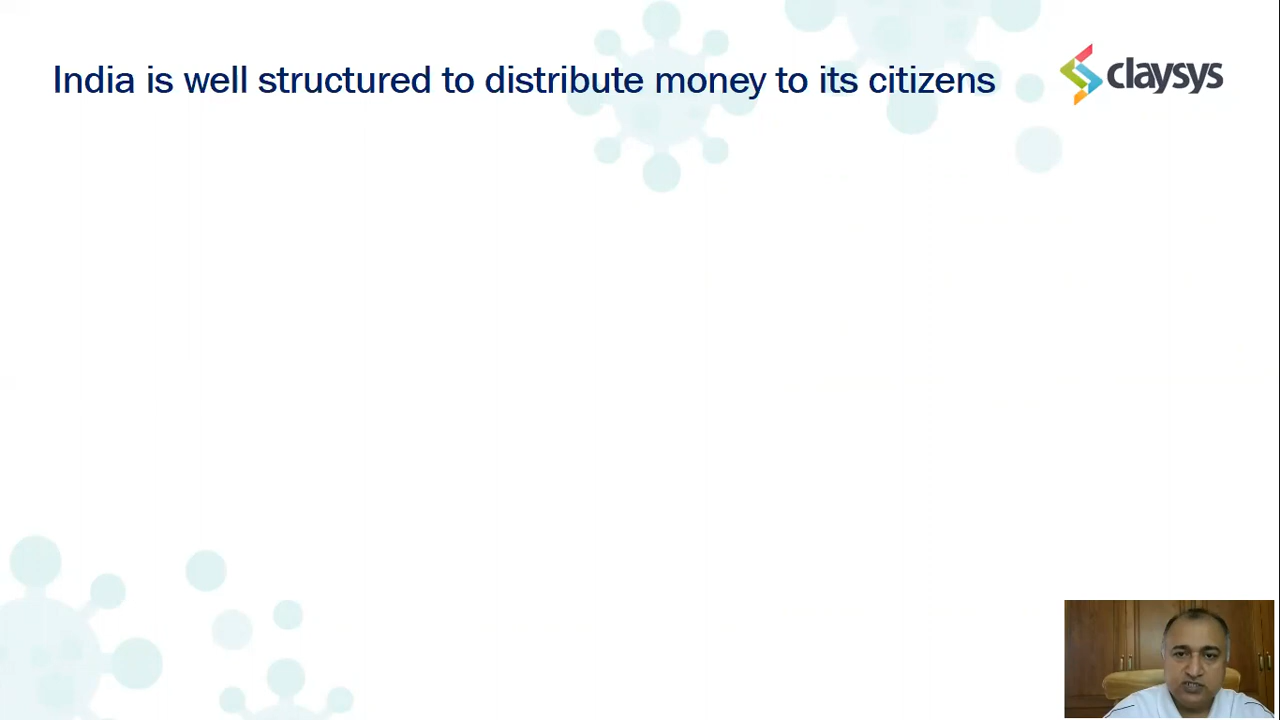 India is well structured to distribute money to its citizens
claysys